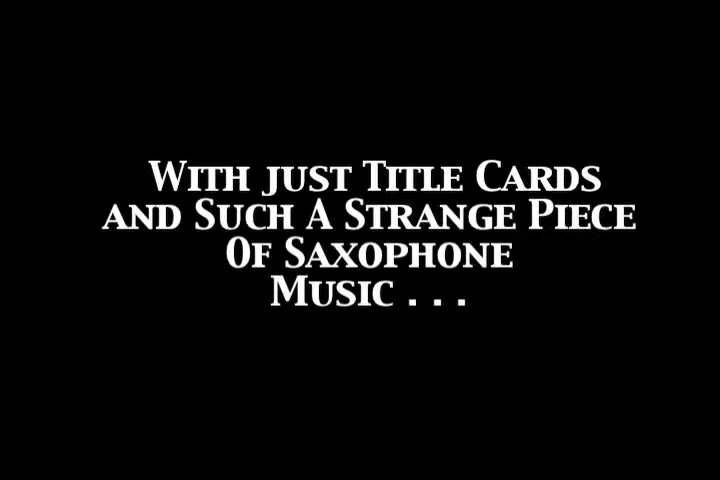 With just Title Cards
and Such A Strange Piece
Of Saxophone
Music . . .